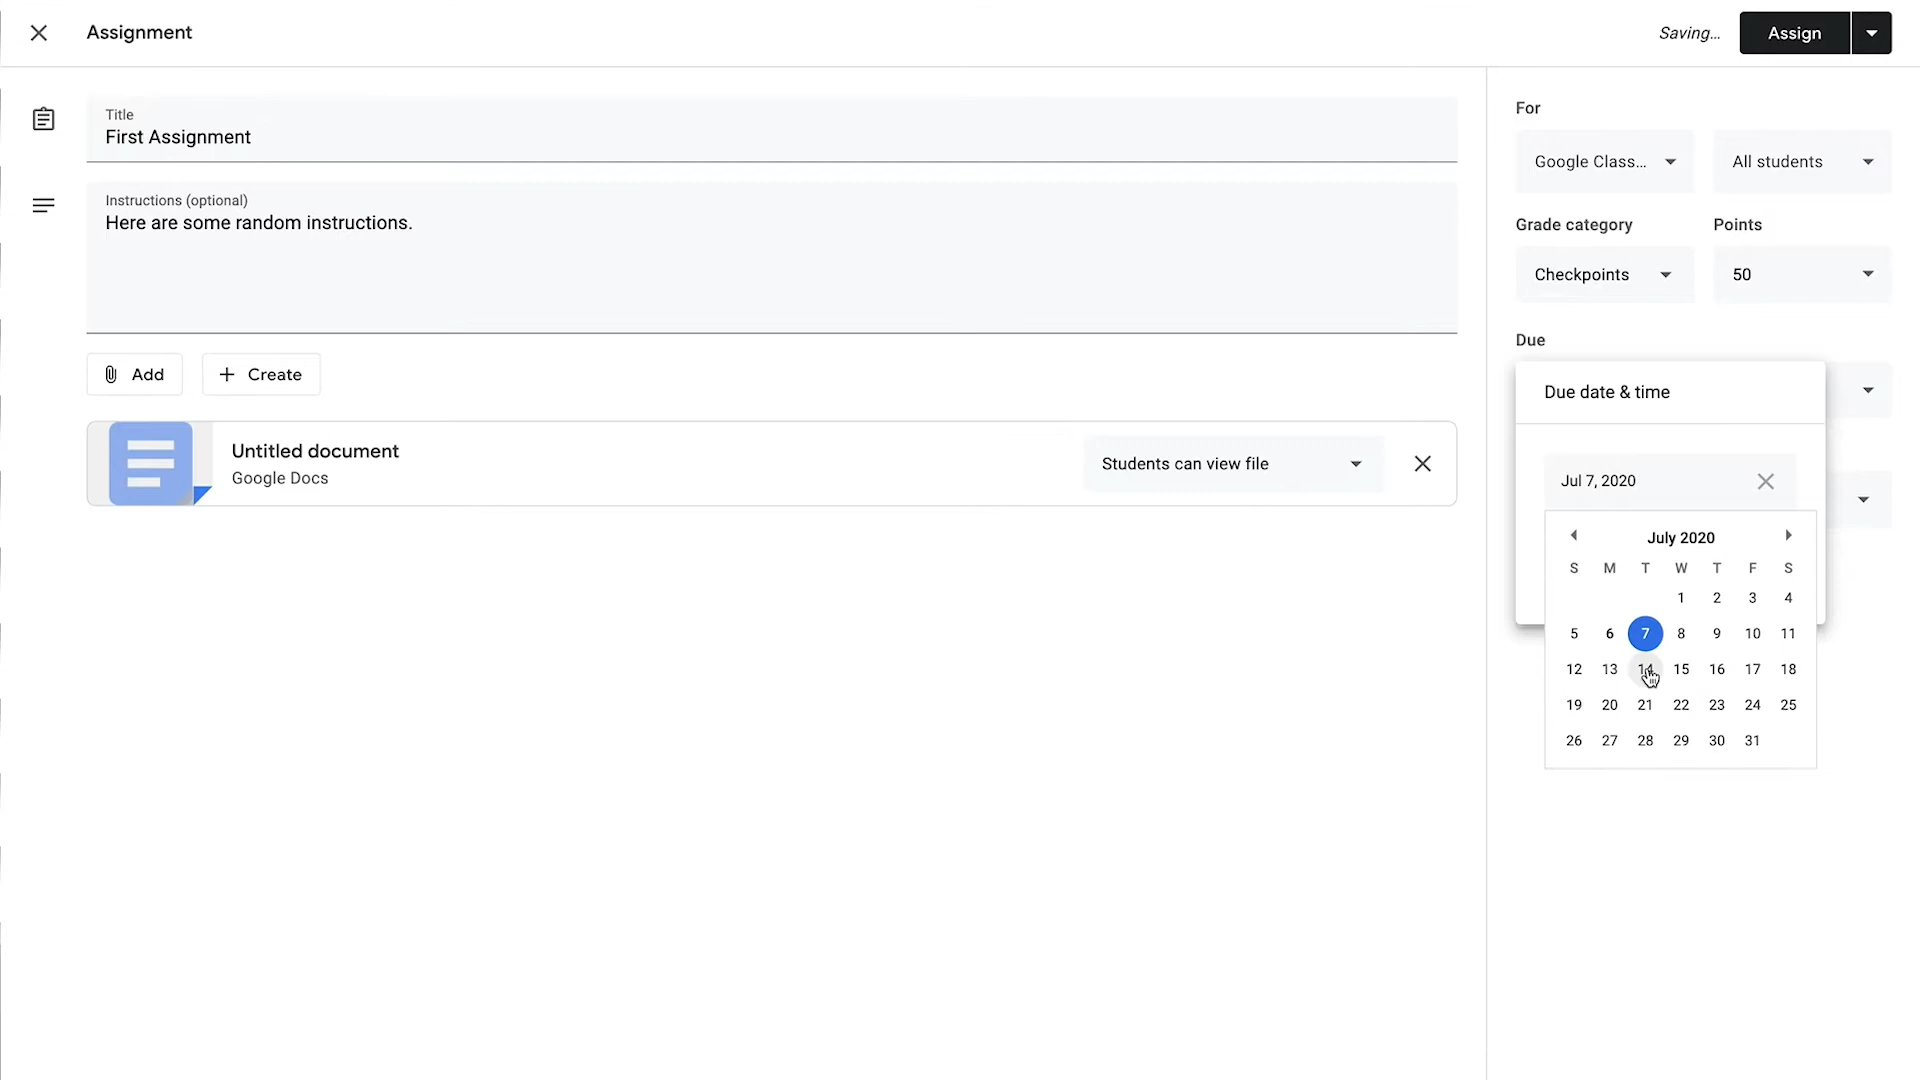 Assignment
Saving...
Assign
Title
First Assignment
Instructions (optional)
Here are some random instructions.
Add
Create
Untitled document
Google Docs
Students can view file
For
Google Class...
All students
Grade category
Points
Checkpoints
50
Due
Due date & time
Jul 7, 2020
July 2020
S M T W T F S
1 2 3 4
5 6 7 8 9 10 11
12 13 14 15 16 17 18
19 20 21 22 23 24 25
26 27 28 29 30 31